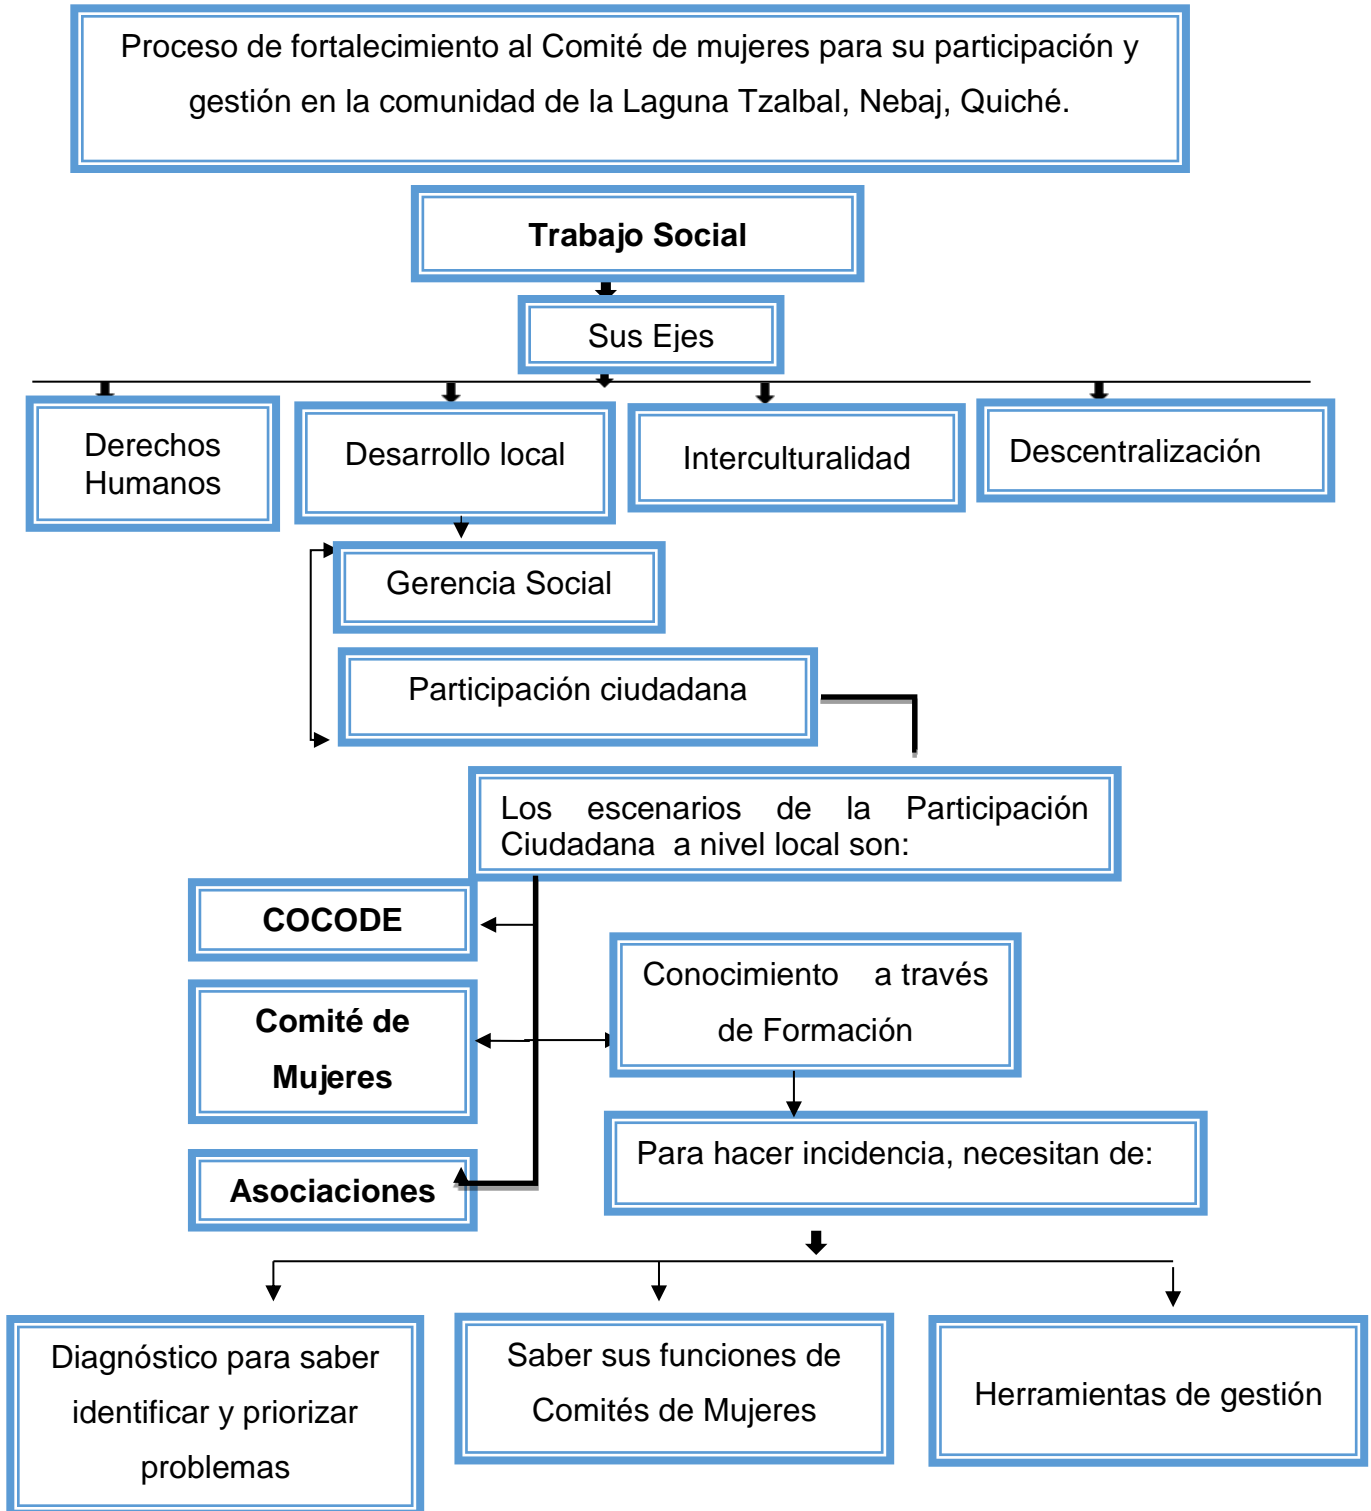 Proceso de fortalecimiento al Comité de mujeres para su participación y
gestión en la comunidad de la Laguna Tzalbal, Nebaj, Quiché.
Trabajo Social
Sus Ejes
Derechos
Humanos
Desarrollo local
Interculturalidad
Descentralización
Gerencia Social
Participación ciudadana
Los escenarios de la Participación
Ciudadana a nivel local son:
COCODE
Conocimiento a través
de Formación
Comité de
Mujeres
Para hacer incidencia, necesitan de:
Asociaciones
Diagnóstico para saber
identificar y priorizar
problemas
Saber sus funciones de
Comités de Mujeres
Herramientas de gestión